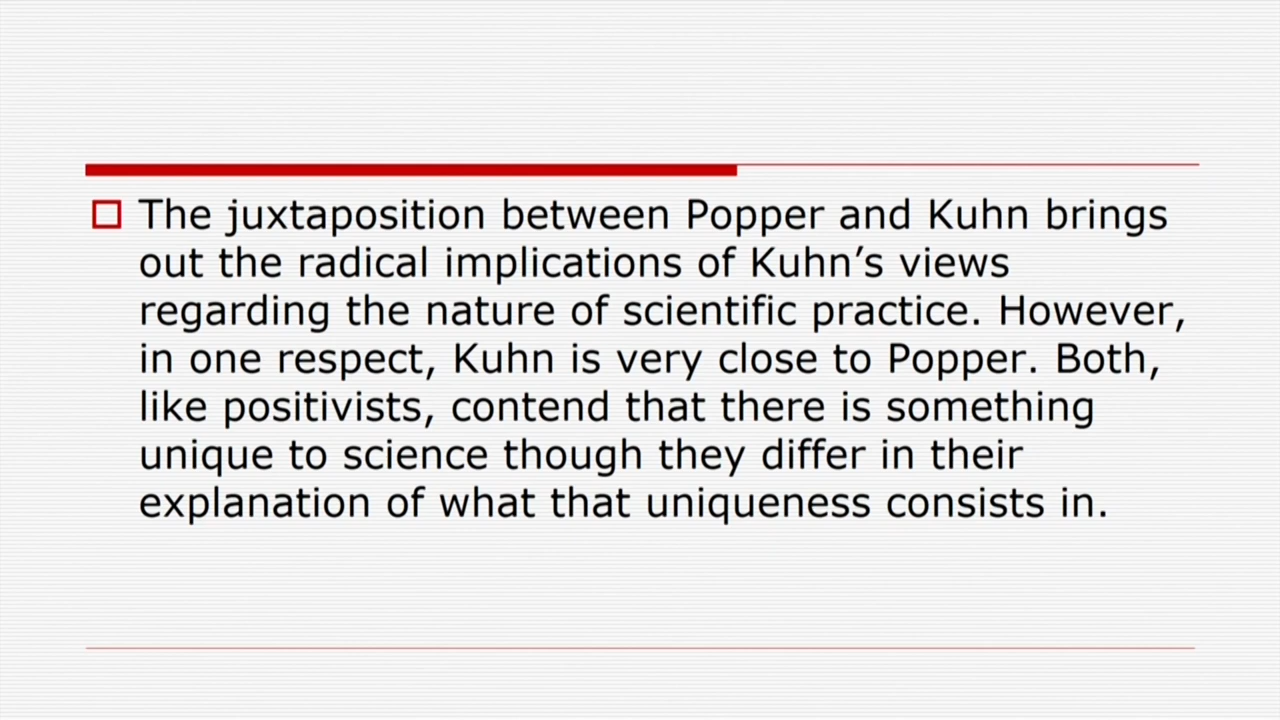 The juxtaposition between Popper and Kuhn brings
out the radical implications of Kuhn’s views
regarding the nature of scientific practice. However,
in one respect, Kuhn is very close to Popper. Both,
like positivists, contend that there is something
unique to science though they differ in their
explanation of what that uniqueness consists in.